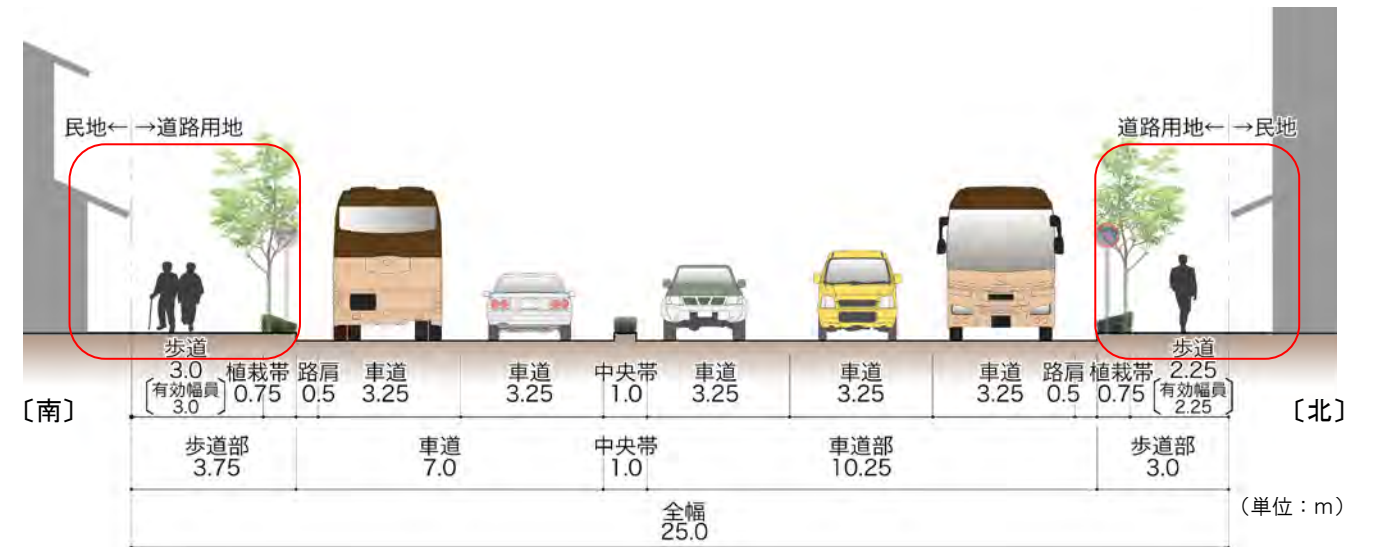 民地← →道路用地
道路用地← →民地
歩道
3.0
〔有効幅員
3.0〕
植栽帯
0.75
路肩
0.5
車道
3.25
車道
3.25
中央帯
1.0
車道
3.25
車道
3.25
車道
3.25
路肩
0.5
植栽帯
0.75
歩道
2.25
〔有効幅員
2.25〕
〔南〕
〔北〕
歩道部
3.75
車道
7.0
中央帯
1.0
車道部
10.25
歩道部
3.0
全幅
25.0
（単位：m）